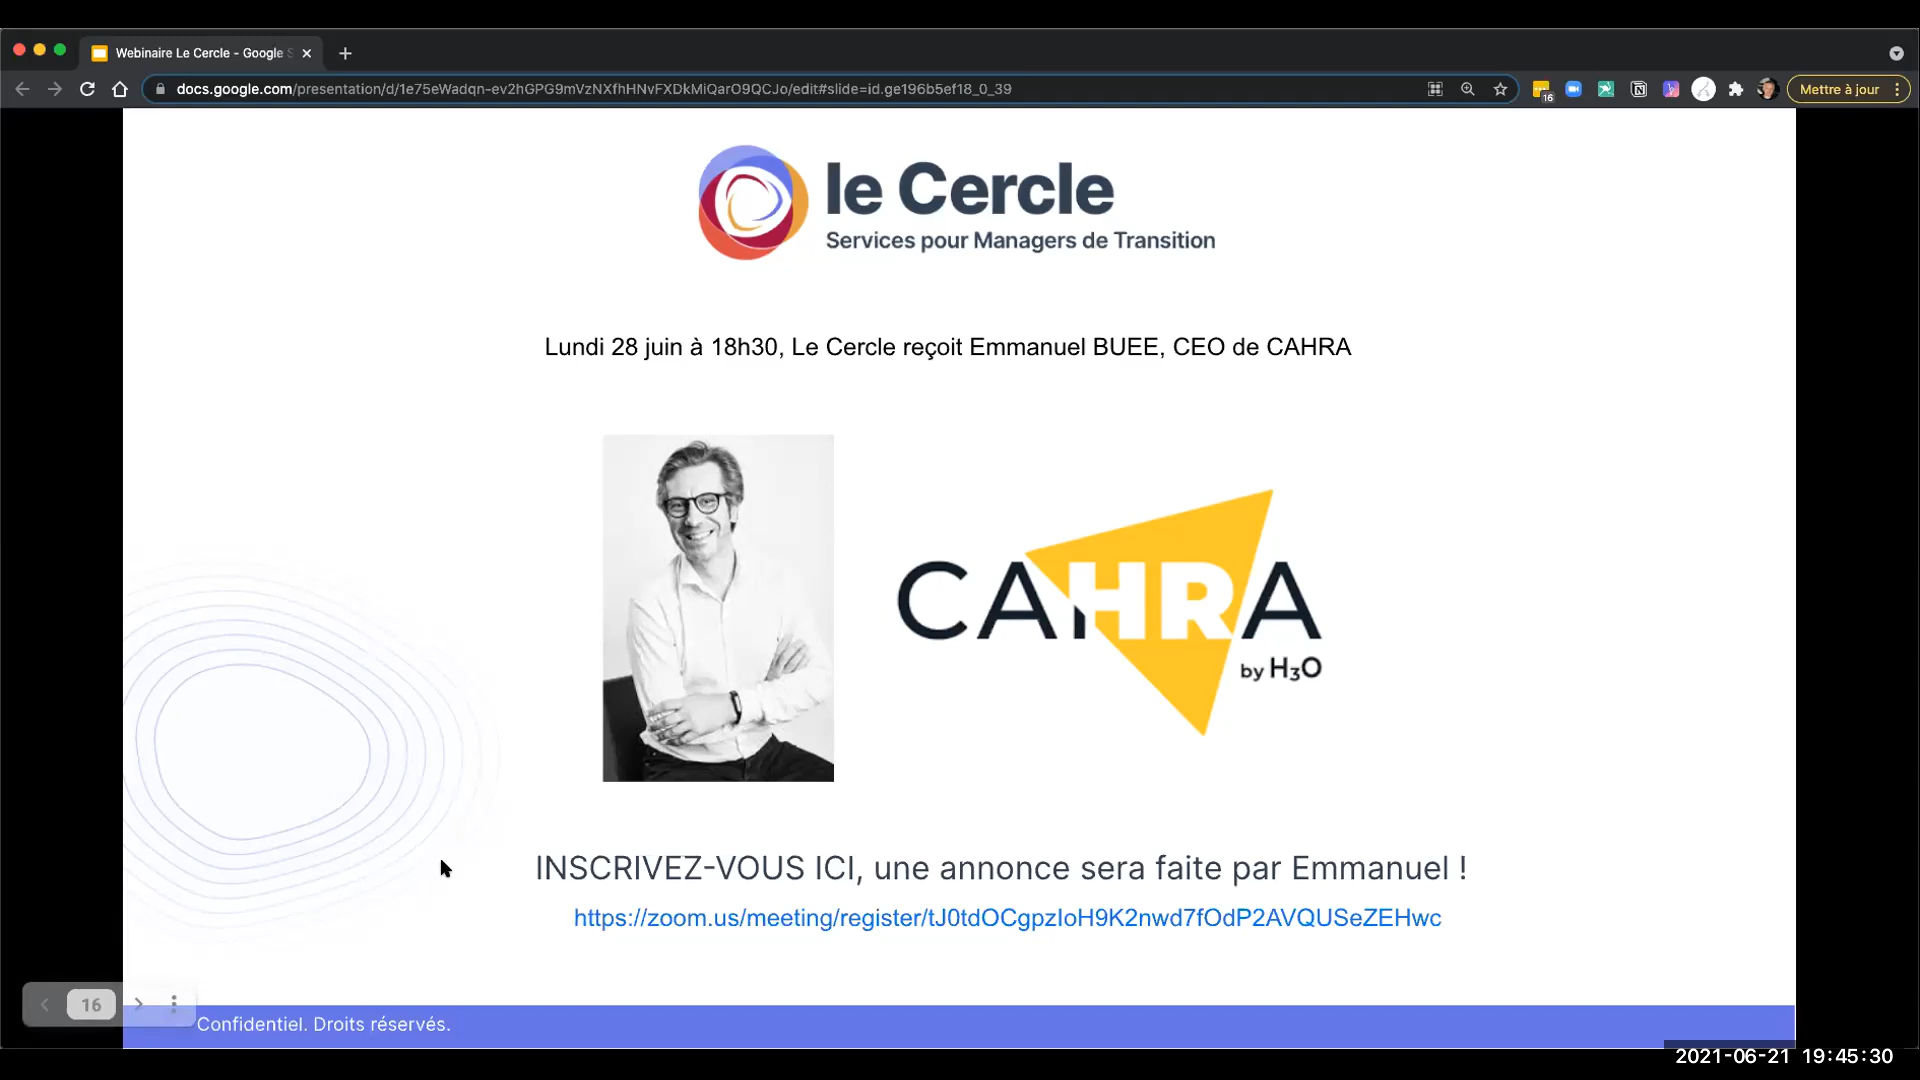 Webinaire Le Cercle - Google S
docs.google.com/presentation/d/1e75eWadqn-ev2hGPG9mVzNXfhHNvFXDkMiQarO9QCJo/edit#slide=id.ge196b5ef18_0_39
16
Mettre à jour
le Cercle
Services pour Managers de Transition
Lundi 28 juin à 18h30, Le Cercle reçoit Emmanuel BUEE, CEO de CAHRA
CAHRA
by H3O
INSCRIVEZ-VOUS ICI, une annonce sera faite par Emmanuel !
https://zoom.us/meeting/register/tJ0tdOCgpzIoH9K2nwd7fOdP2AVQUSeZEHwc
16
Confidentiel. Droits réservés.
2021-06-21 19:45:30